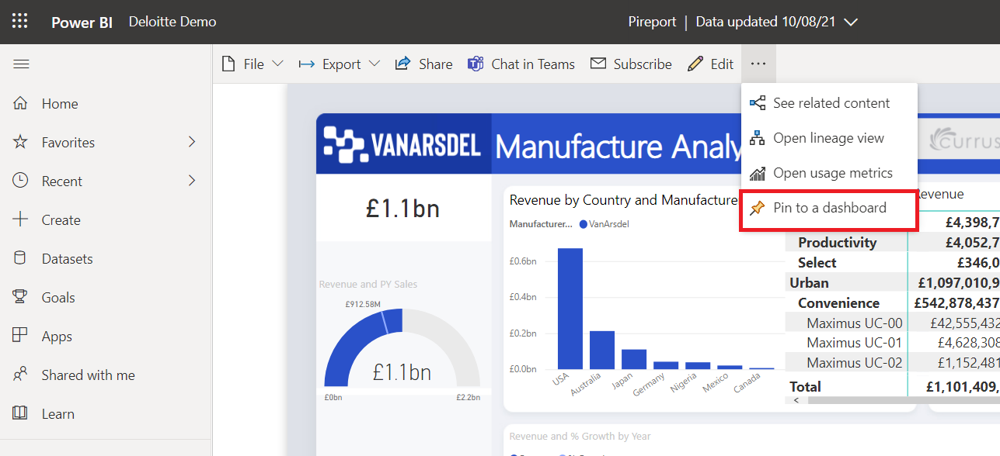 Power BI Deloitte Demo Pireport | Data updated 10/08/21
File Export Share Chat in Teams Subscribe Edit ...
Home
Favorites
Recent
Create
Datasets
Goals
Apps
Shared with me
Learn
See related content
Open lineage view
Open usage metrics
Pin to a dashboard
VANARSDEL Manufacture Analy
Currus
£1.1bn
Revenue and PY Sales
£912.58M
£1.1bn
£0bn £2.2bn
Revenue by Country and Manufacture
Manufacturer... VanArsdel
£0.6bn
£0.4bn
£0.2bn
£0.0bn
USA Australia Japan Germany Nigeria Mexico Canada
Revenue
£4,398,7
Productivity £4,052,7
Select £346,0
Urban £1,097,010,9
Convenience £542,878,437
Maximus UC-00 £42,555,432
Maximus UC-01 £4,628,308
Maximus UC-02 £1,152,481
Total £1,101,409,
Revenue and % Growth by Year